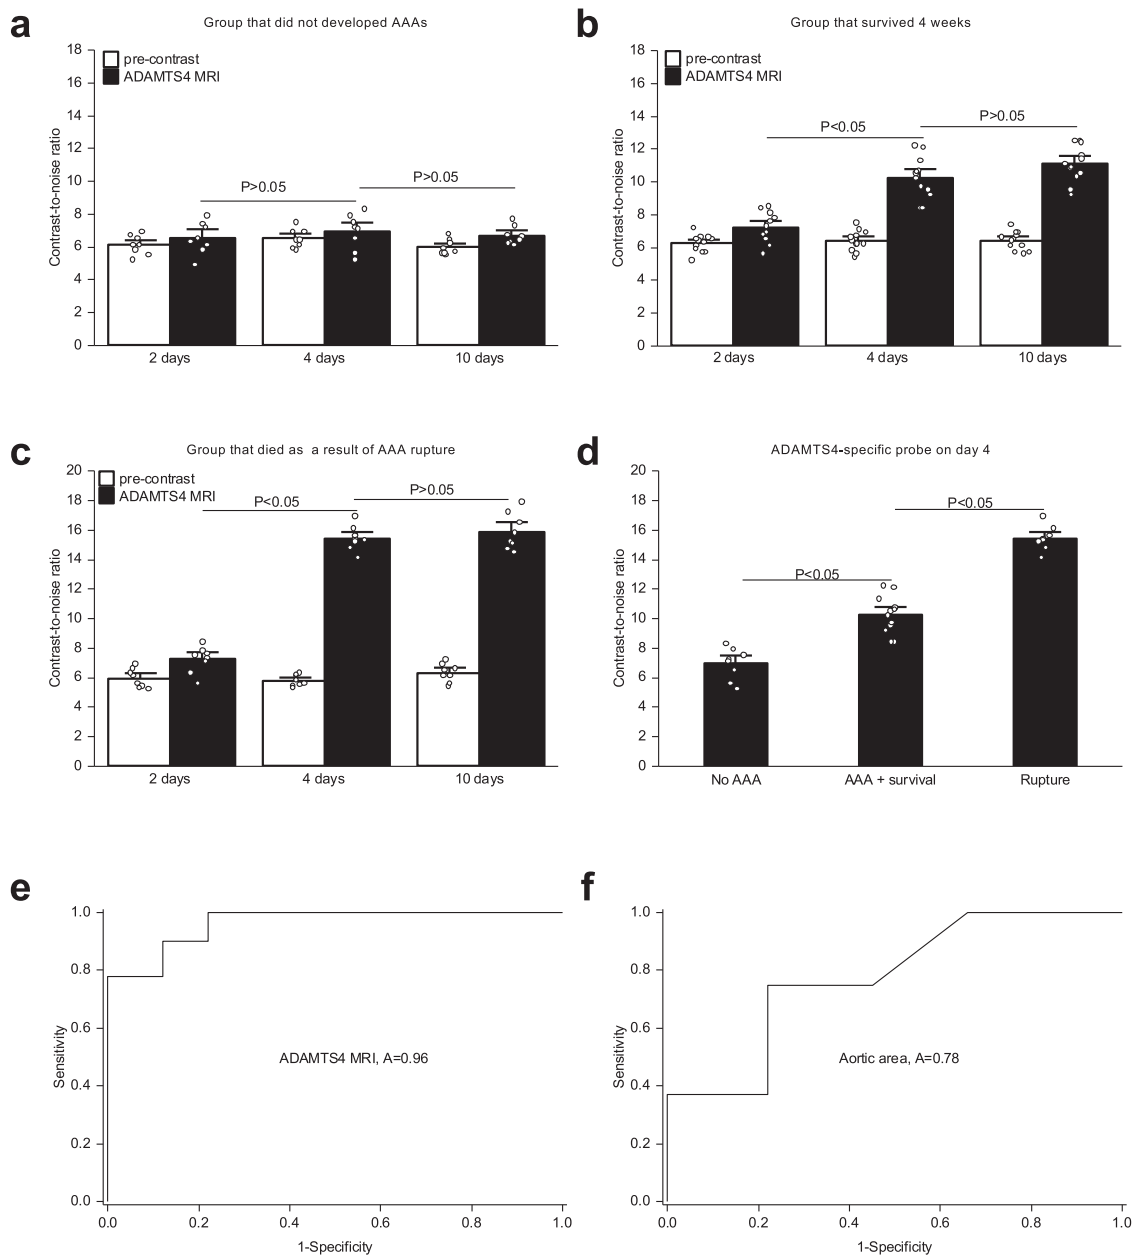 a
Group that did not developed AAAs
18
16
14
12
10
8
6
4
2
0
Contrast-to-noise ratio
pre-contrast
ADAMTS4 MRI
P>0.05
P>0.05
2 days
4 days
10 days
b
Group that survived 4 weeks
18
16
14
12
10
8
6
4
2
0
Contrast-to-noise ratio
pre-contrast
ADAMTS4 MRI
P<0.05
P>0.05
2 days
4 days
10 days
c
Group that died as a result of AAA rupture
20
18
16
14
12
10
8
6
4
2
0
Contrast-to-noise ratio
pre-contrast
ADAMTS4 MRI
P<0.05
P>0.05
2 days
4 days
10 days
d
ADAMTS4-specific probe on day 4
20
18
16
14
12
10
8
6
4
2
0
Contrast-to-noise ratio
P<0.05
P<0.05
No AAA
AAA + survival
Rupture
e
1.0
0.8
0.6
0.4
0.2
0.0
Sensitivity
ADAMTS4 MRI, A=0.96
0.0
0.2
0.4
0.6
0.8
1.0
1-Specificity
f
1.0
0.8
0.6
0.4
0.2
0.0
Sensitivity
Aortic area, A=0.78
0.0
0.2
0.4
0.6
0.8
1.0
1-Specificity